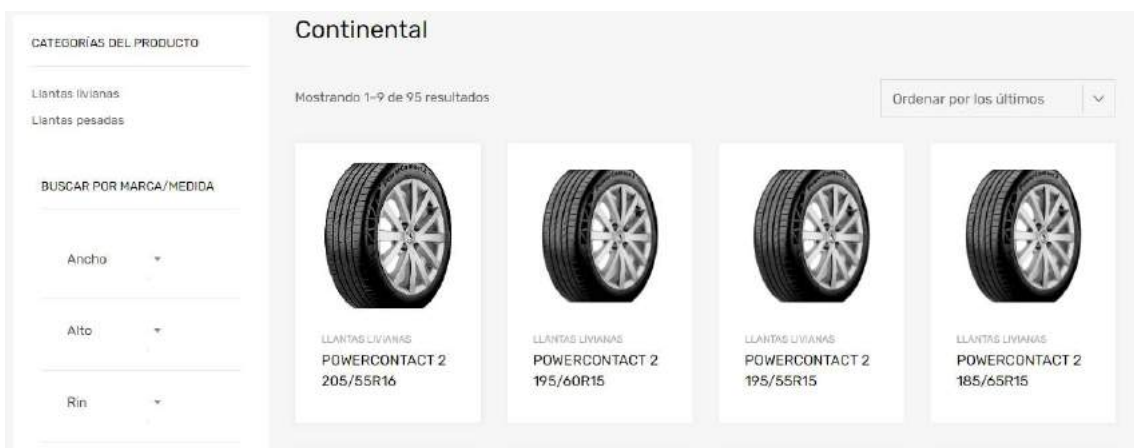 CATEGORÍAS DEL PRODUCTO
Llantas livianas
Llantas pesadas
BUSCAR POR MARCA/MEDIDA
Ancho
Alto
Rin
Continental
Mostrando 1-9 de 95 resultados
Ordenar por los últimos
LLANTAS LIVIANAS
POWERCONTACT 2
205/55R16
LLANTAS LIVIANAS
POWERCONTACT 2
195/60R15
LLANTAS LIVIANAS
POWERCONTACT 2
195/55R15
LLANTAS LIVIANAS
POWERCONTACT 2
185/65R15